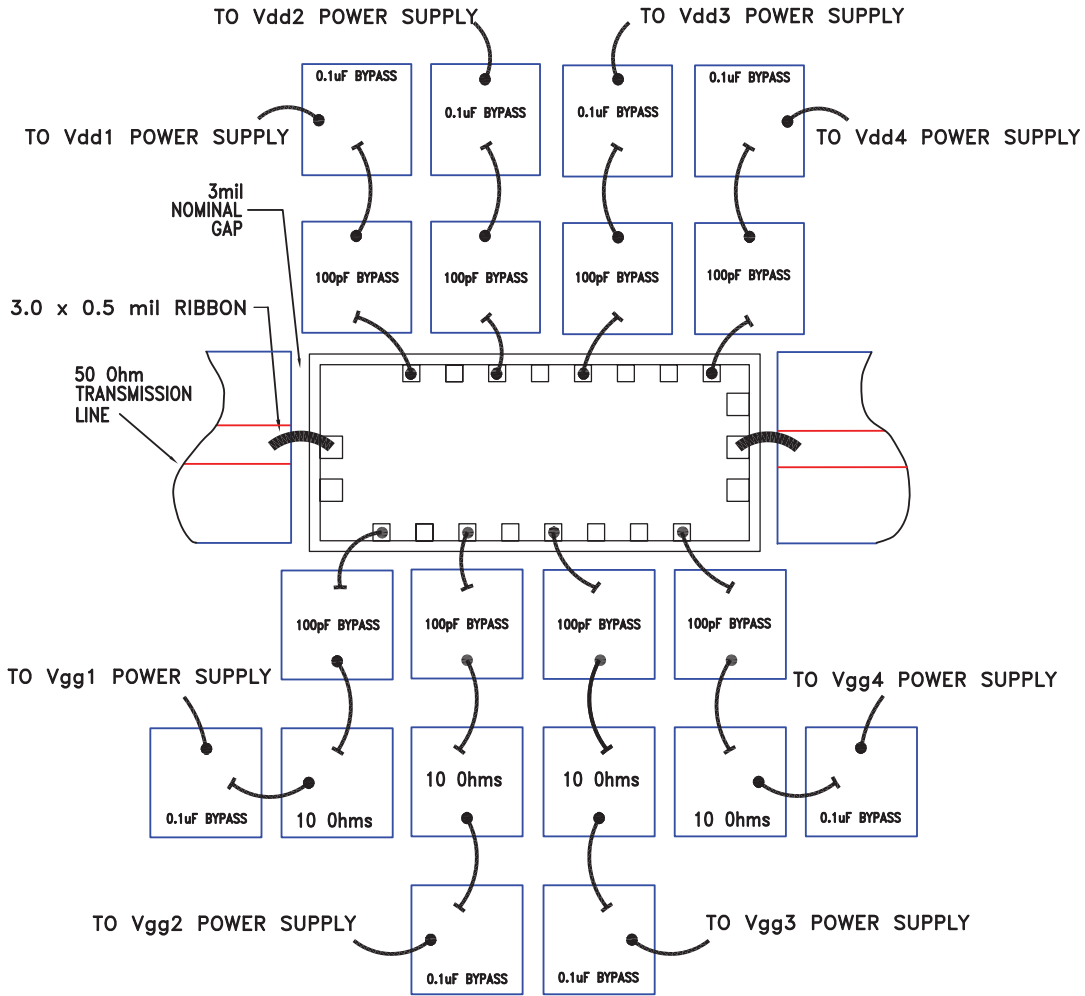 TO Vdd2 POWER SUPPLY
TO Vdd3 POWER SUPPLY
0.1uF BYPASS
0.1uF BYPASS
0.1uF BYPASS
0.1uF BYPASS
TO Vdd1 POWER SUPPLY
TO Vdd4 POWER SUPPLY
3mil
NOMINAL
GAP
100pF BYPASS
100pF BYPASS
100pF BYPASS
100pF BYPASS
3.0 x 0.5 mil RIBBON
50 Ohm
TRANSMISSION
LINE
100pF BYPASS
100pF BYPASS
100pF BYPASS
100pF BYPASS
TO Vgg1 POWER SUPPLY
TO Vgg4 POWER SUPPLY
0.1uF BYPASS
10 Ohms
10 Ohms
10 Ohms
10 Ohms
0.1uF BYPASS
TO Vgg2 POWER SUPPLY
TO Vgg3 POWER SUPPLY
0.1uF BYPASS
0.1uF BYPASS